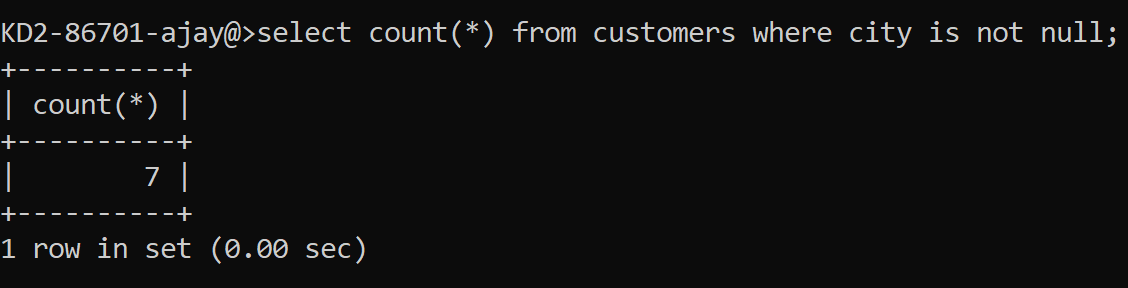 KD2-86701-ajay@>select count(*) from customers where city is not null;
+----------+
| count(*) |
+----------+
|        7 |
+----------+
1 row in set (0.00 sec)